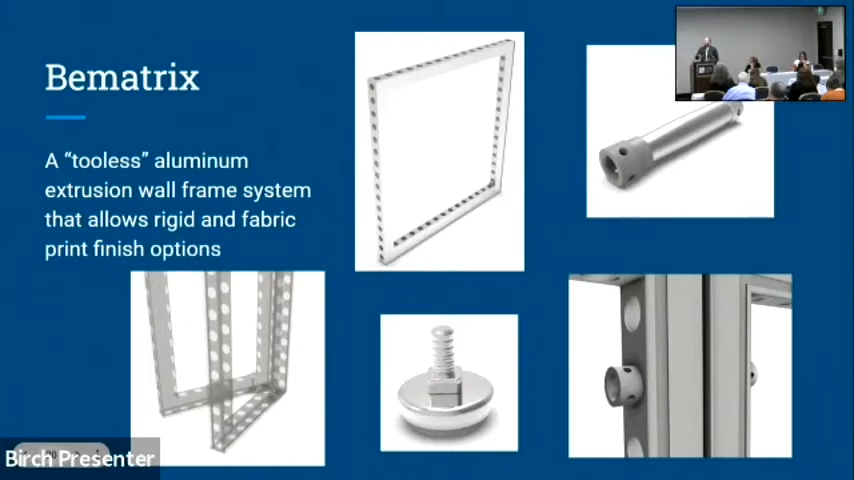 Bematrix
A “tooless” aluminum
extrusion wall frame system
that allows rigid and fabric
print finish options
Birch Presenter